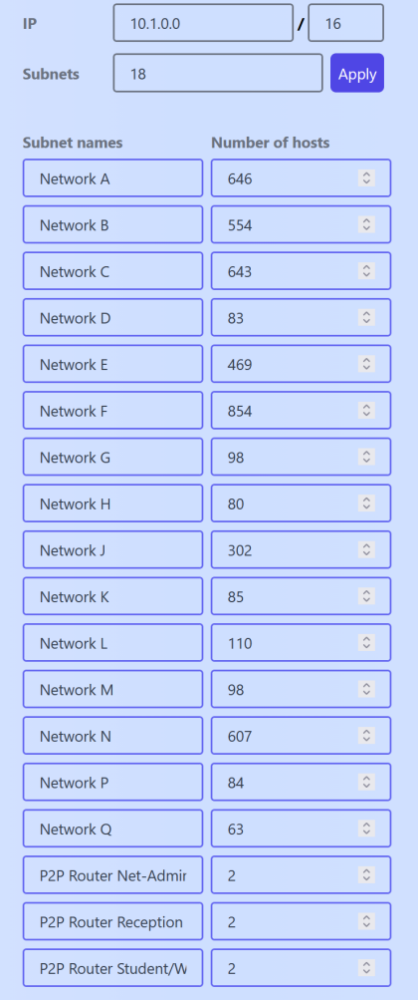 IP 10.1.0.0 / 16
Subnets 18 Apply
Subnet names Number of hosts
Network A 646
Network B 554
Network C 643
Network D 83
Network E 469
Network F 854
Network G 98
Network H 80
Network J 302
Network K 85
Network L 110
Network M 98
Network N 607
Network P 84
Network Q 63
P2P Router Net-Admir 2
P2P Router Reception 2
P2P Router Student/W 2